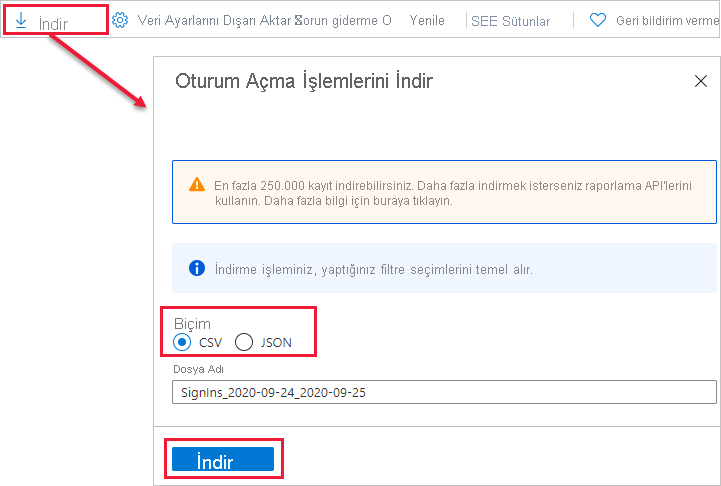 İndir Veri Ayarlarını Dışarı Aktar Sorun giderme O Yenile SEE Sütunlar Geri bildirim verme
Oturum Açma İşlemlerini İndir
En fazla 250.000 kayıt indirebilirsiniz. Daha fazla indirmek isterseniz raporlama API'lerini
kullanın. Daha fazla bilgi için buraya tıklayın.
İndirme işleminiz, yaptığınız filtre seçimlerini temel alır.
Biçim
CSV JSON
Dosya Adı
SignIns_2020-09-24_2020-09-25
İndir